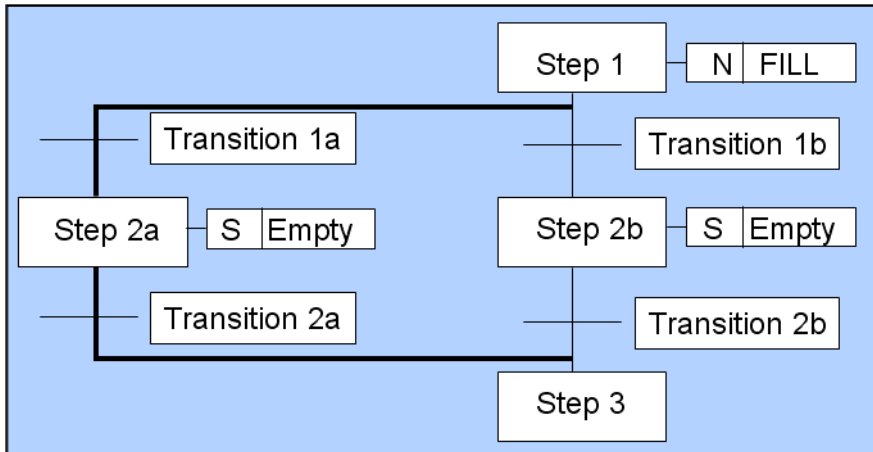 Step 1
N FILL
Transition 1a
Transition 1b
Step 2a
S Empty
Step 2b
S Empty
Transition 2a
Transition 2b
Step 3